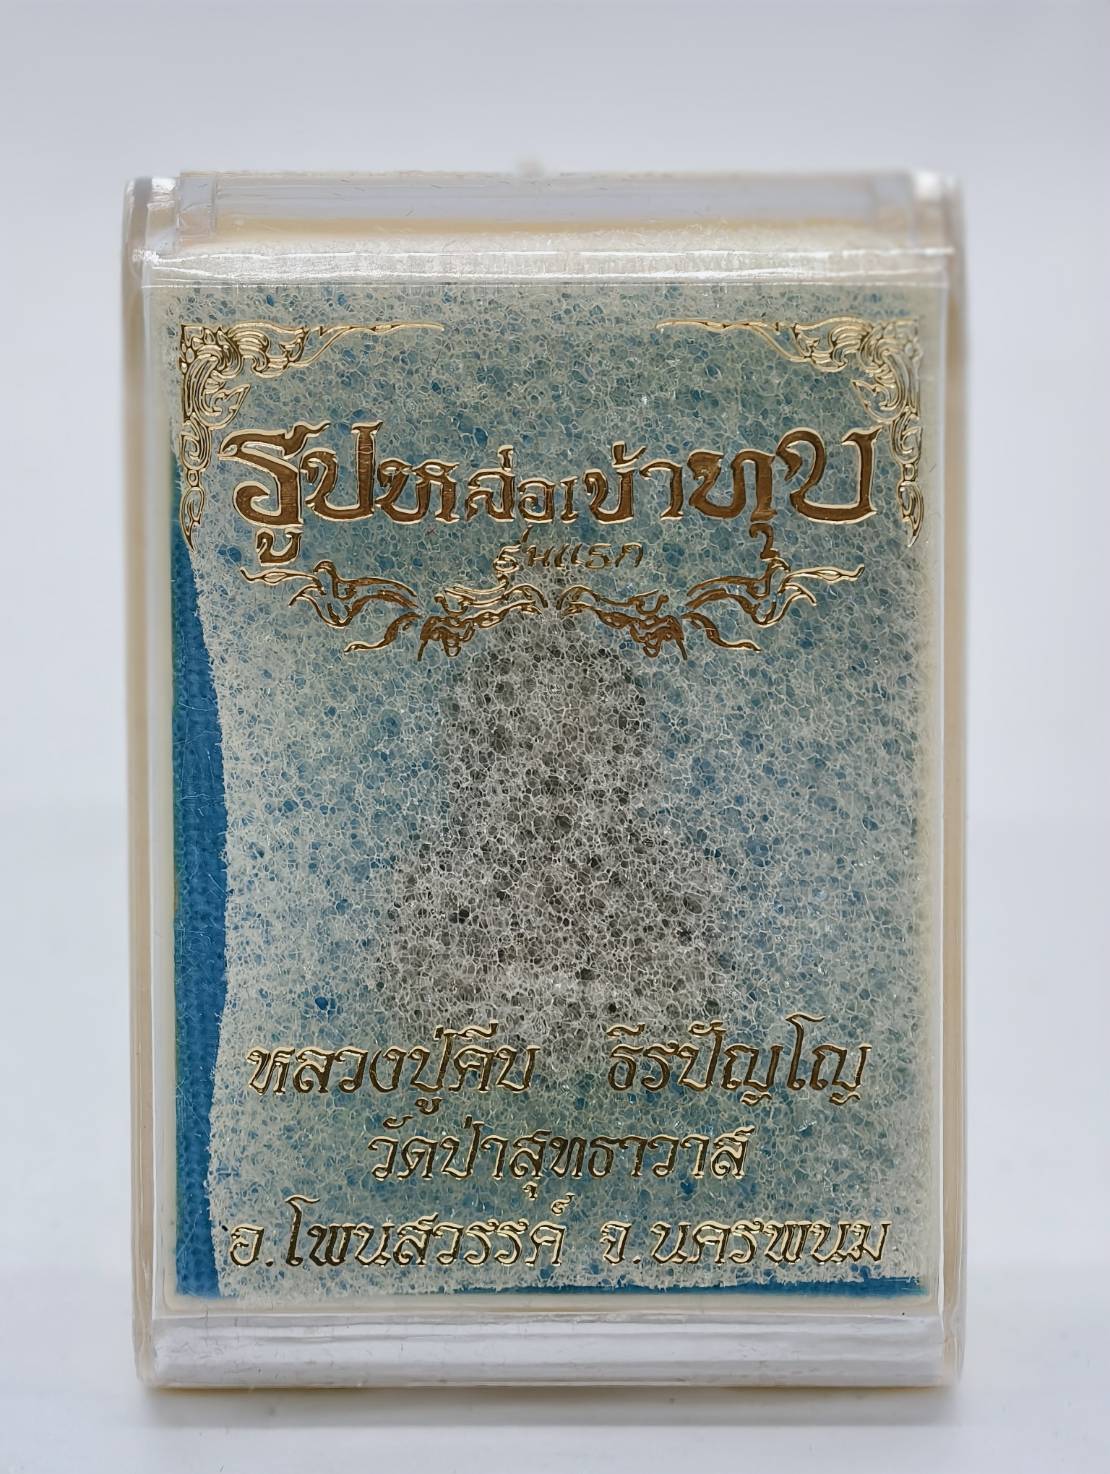 รูปหล่อเบ้าทุบ
รุ่นแรก
หลวงปู่คีบ ธีรปัญโญ
วัดป่าสุทธาวาส
อ.โพนสวรรค์ จ.นครพนม